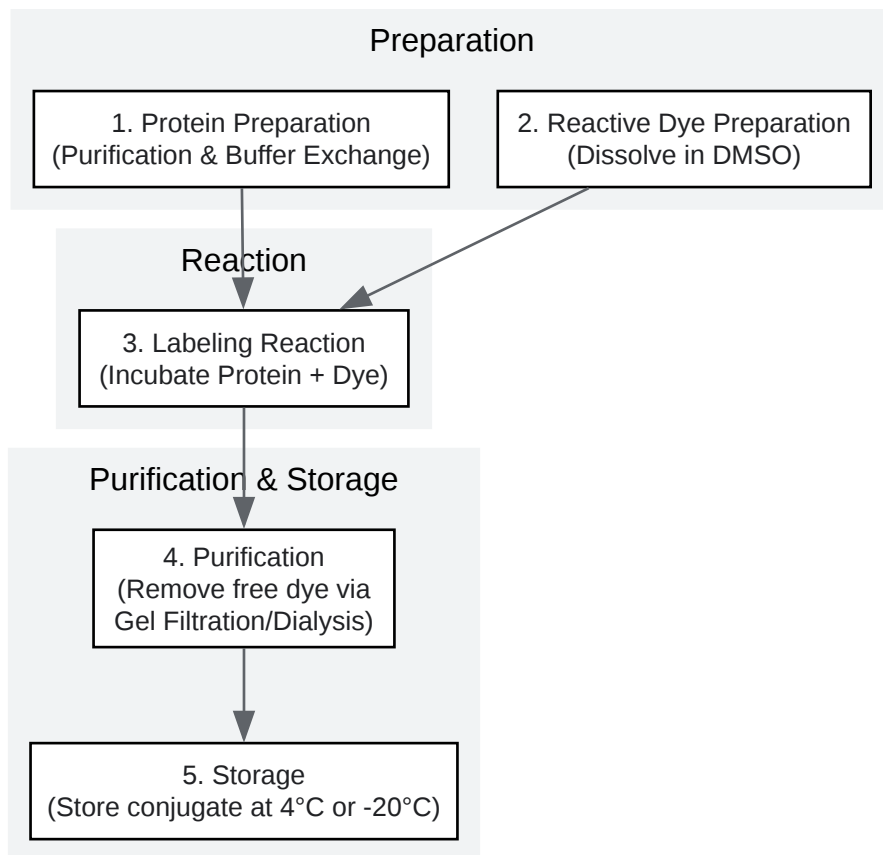 Preparation
1. Protein Preparation
(Purification & Buffer Exchange)
2. Reactive Dye Preparation
(Dissolve in DMSO)
Reaction
3. Labeling Reaction
(Incubate Protein + Dye)
Purification & Storage
4. Purification
(Remove free dye via
Gel Filtration/Dialysis)
5. Storage
(Store conjugate at 4°C or -20°C)